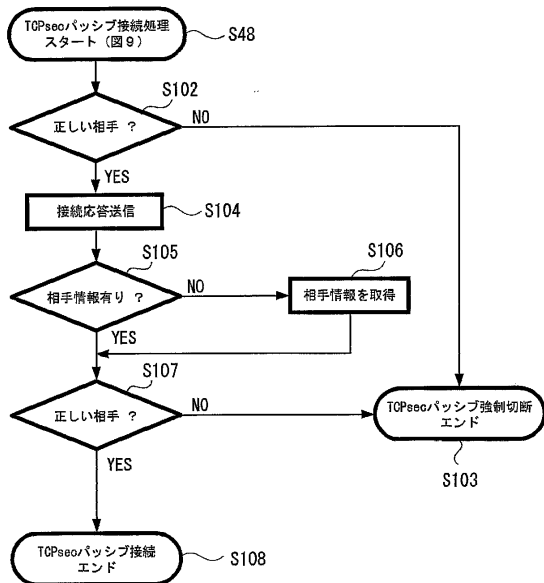 TCPsecパッシブ接続処理
スタート（図9）
S48
S102
正しい相手 ?
NO
YES
接続応答送信
S104
S105
S106
相手情報有り ?
NO
相手情報を取得
YES
S107
正しい相手 ?
NO
TCPsecパッシブ強制切断
エンド
YES
S103
TCPsecパッシブ接続
エンド
S108